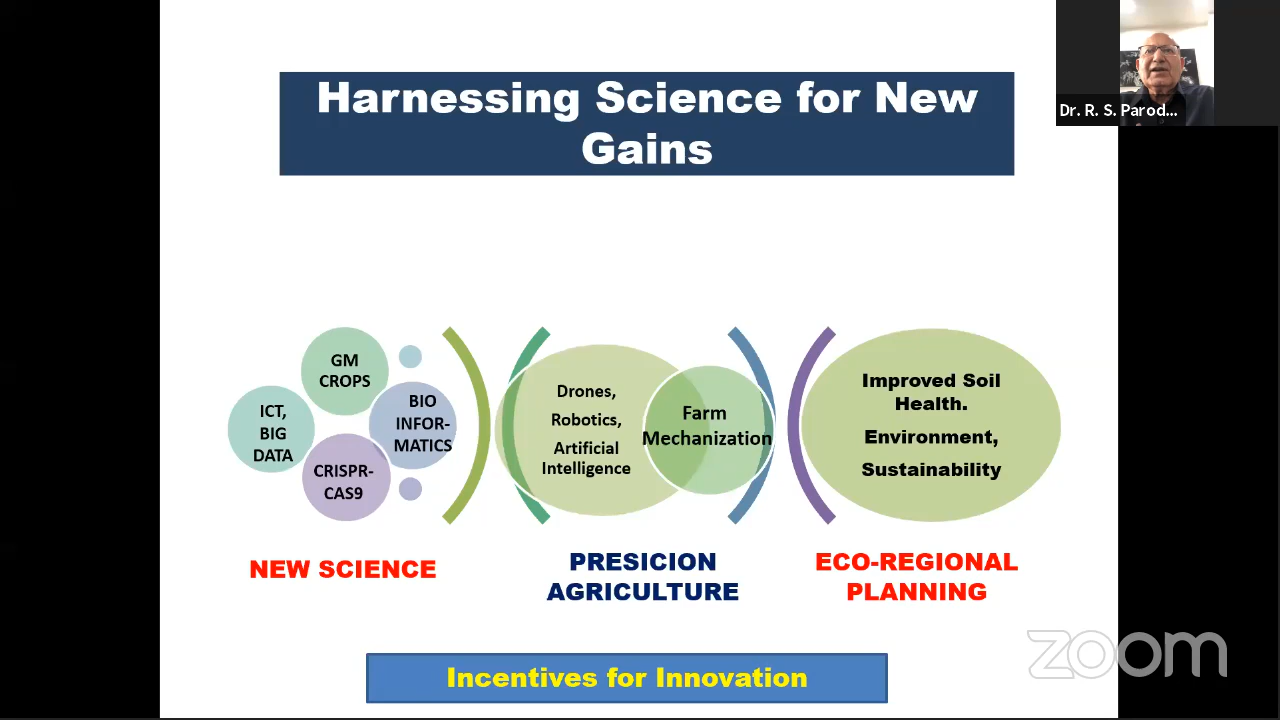 Harnessing Science for New
Gains
Dr. R. S. Parod...
GM
CROPS
ICT,
BIG
DATA
BIO
INFOR-
MATICS
CRISPR-
CAS9
Drones,
Robotics,
Artificial
Intelligence
Farm
Mechanization
Improved Soil
Health.
Environment,
Sustainability
NEW SCIENCE
PRESICION
AGRICULTURE
ECO-REGIONAL
PLANNING
Incentives for Innovation
zoom